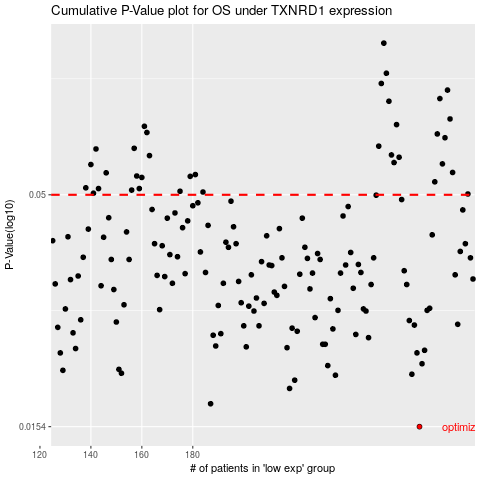 Cumulative P-Value plot for OS under TXNRD1 expression
P-Value(log10)
0.05
0.0154
optimiz
120 140 160 180
# of patients in 'low exp' group